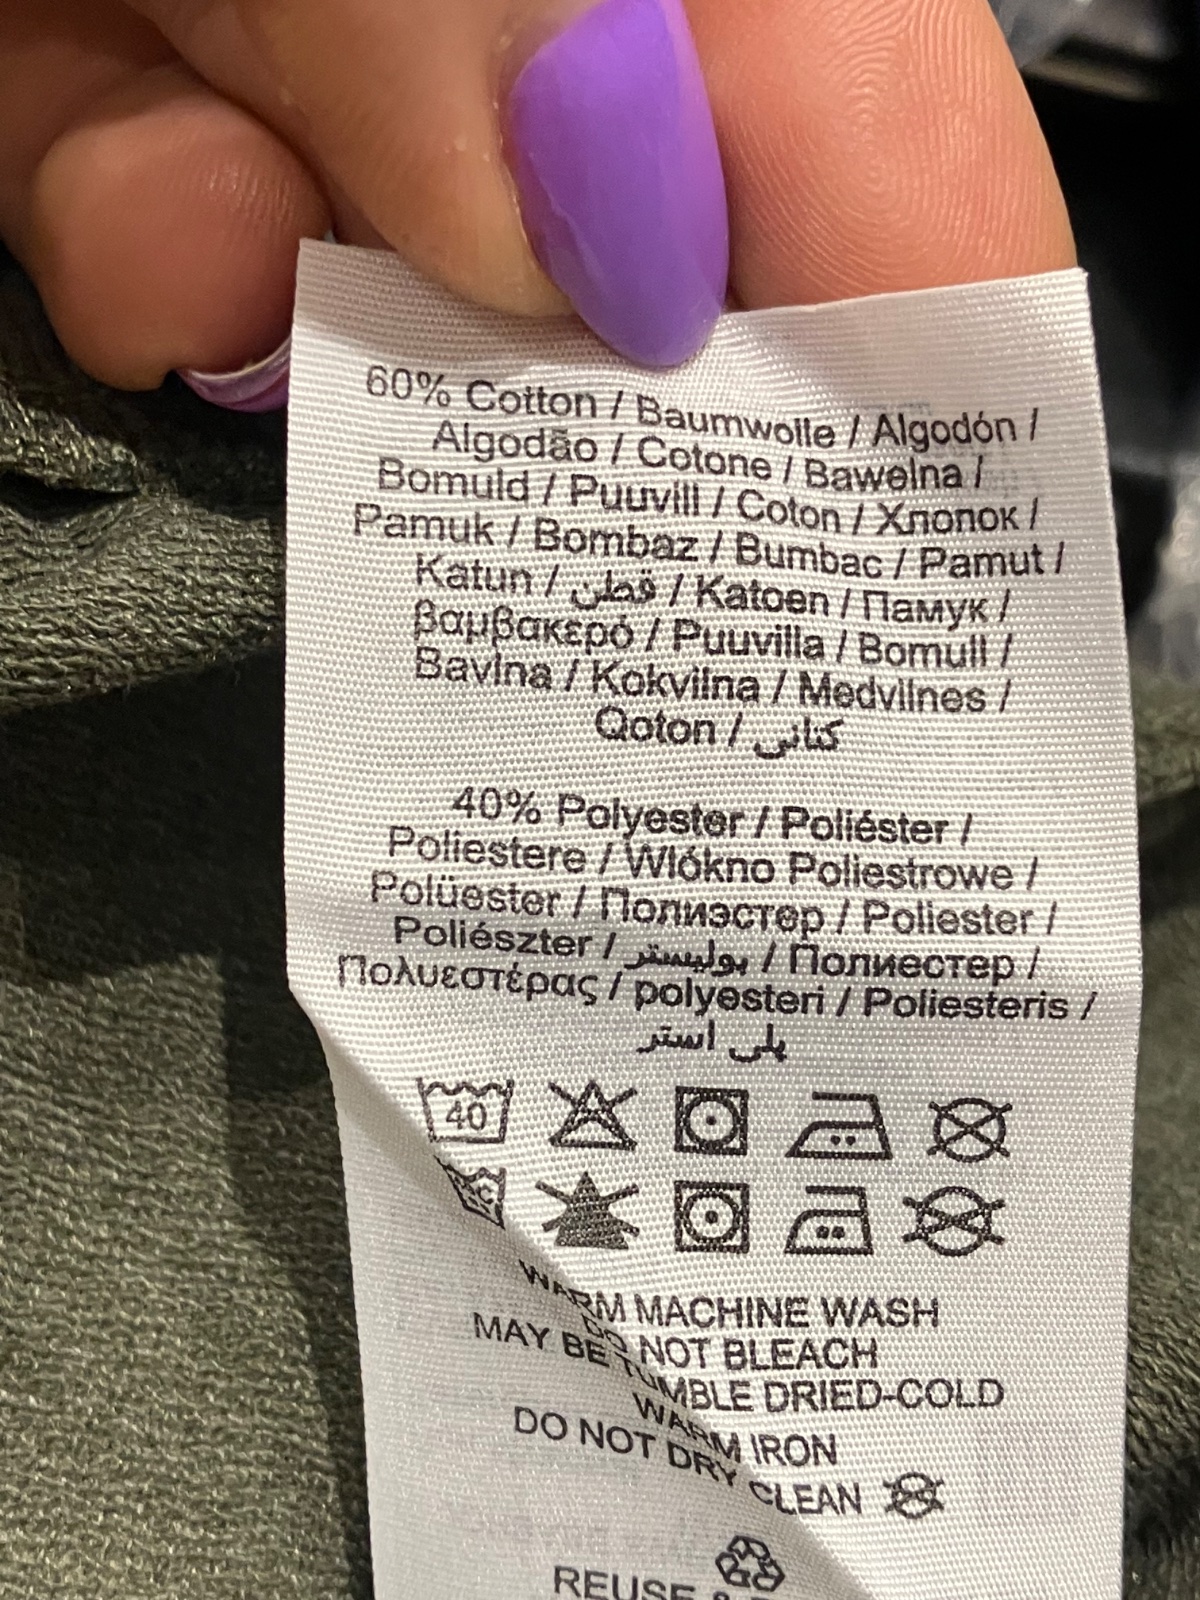 60% Cotton / Baumwolle / Algodón /
Algodão / Cotone / Bawełna /
Bomuld / Puuvill / Coton / Хлопок /
Pamuk / Bombaz / Bumbac / Pamut /
Katun / قطن / Katoen / Памук /
βαμβακερό / Puuvilla / Bomull /
Bavlna / Kokvilna / Medvilnes /
Qoton / کتانی
40% Polyester / Poliéster /
Poliestere / Włókno Poliestrowe /
Polüester / Полиэстер / Poliester /
Poliészter / بوليستر / Полиестер /
Πολυεστέρας / polyesteri / Poliesteris /
پلی استر
40
WARM MACHINE WASH
DO NOT BLEACH
MAY BE TUMBLE DRIED-COLD
WARM IRON
DO NOT DRY CLEAN
REUSE &